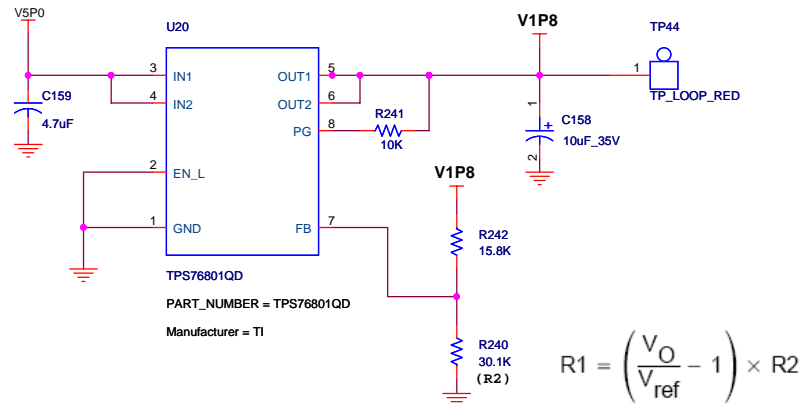 V5P0
U20
V1P8
TP44
3
IN1
OUT1
5
1
4
IN2
OUT2
6
C159
4.7uF
R241
10K
PG
8
TP_LOOP_RED
1
C158
10uF_35V
2
2
EN_L
V1P8
1
GND
FB
7
R242
15.8K
TPS76801QD
PART_NUMBER = TPS76801QD
Manufacturer = TI
R240
30.1K
(R2)
R1 = (V_O / V_ref − 1) × R2